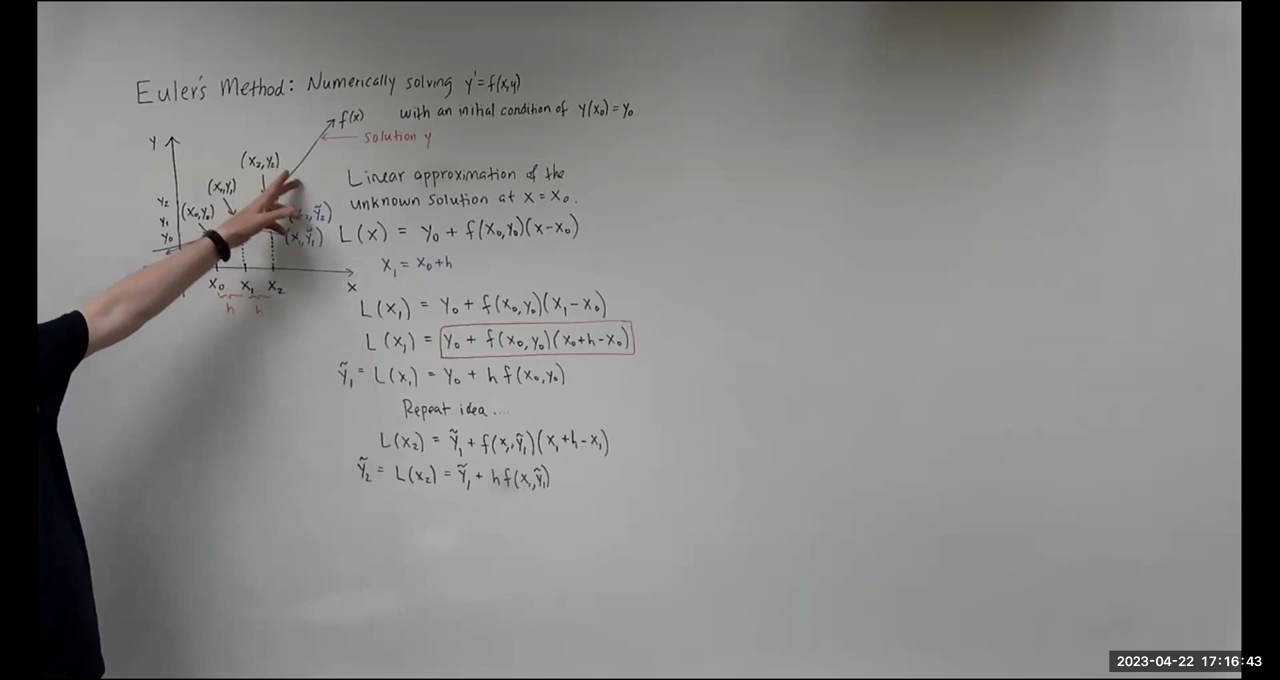 Euler's Method: Numerically solving y' = f(x,y)
with an initial condition of y(x₀) = y₀.
f(x)
solution y
y
(x₂, y₂)
(x₁, y₁)
(x₀, y₀)
y₂
y₁
y₀
ỹ₂)
(x₁, ỹ₁)
x₀ x₁ x₂ x
h h
Linear approximation of the
unknown solution at x = x₀.
L(x) = y₀ + f(x₀, y₀)(x-x₀)
x₁ = x₀+h
L(x₁) = y₀ + f(x₀, y₀)(x₁ - x₀)
L(x₁) = y₀ + f(x₀, y₀)(x₀+h-x₀)
ỹ₁ = L(x₁) = y₀ + h f(x₀, y₀)
Repeat idea....
L(x₂) = ỹ₁ + f(x₁, ỹ₁)(x₁+h-x₁)
ỹ₂ = L(x₂) = ỹ₁ + h f(x₁, ỹ₁)
2023-04-22 17:16:43